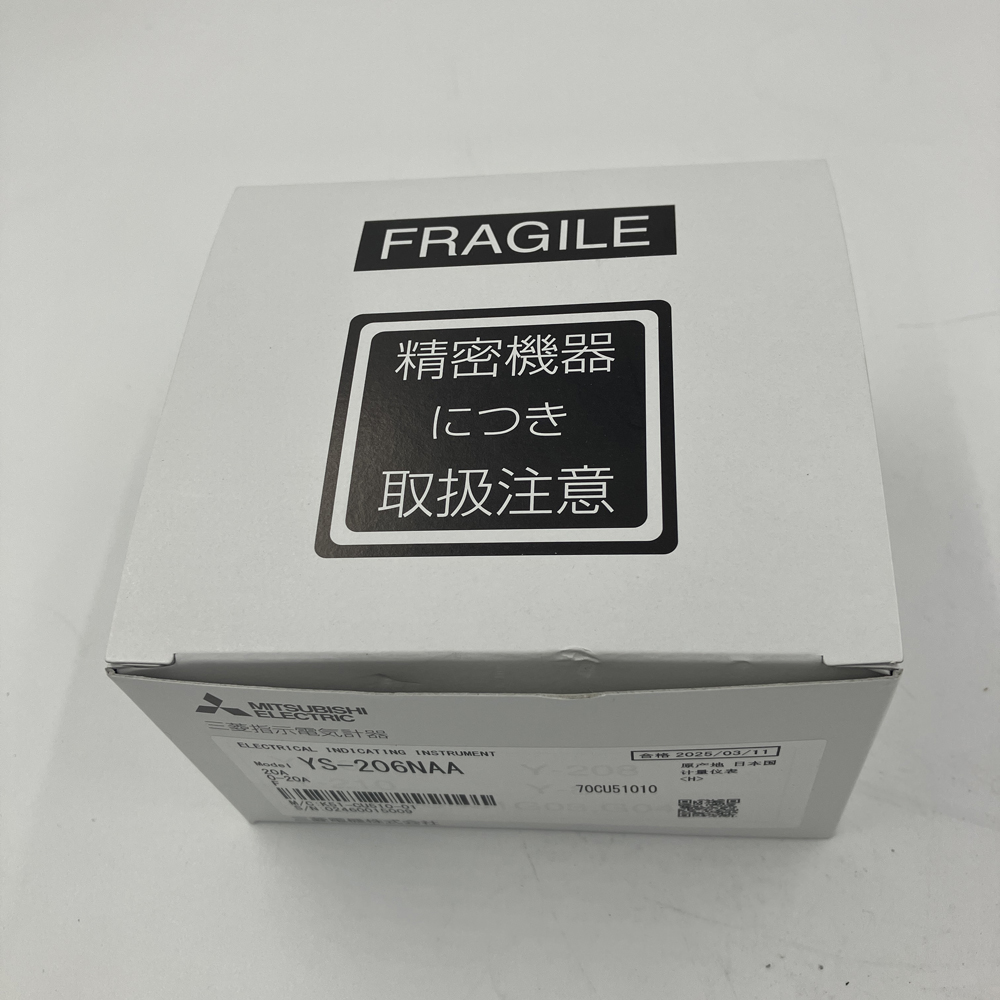 FRAGILE
精密機器
につき
取扱注意
MITSUBISHI
ELECTRIC
三菱指示電気計器
ELECTRICAL INDICATING INSTRUMENT
合格 2025/03/11
Model YS-206NAA
原産地 日本国
20A
计量仪表
0-20A
<H>
F
70CU51010
S/N 02460015009